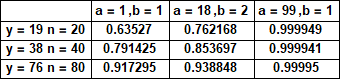 a = 1 ,b = 1 a = 18 ,b = 2 a = 99 ,b = 1
y = 19 n = 20 0.63527 0.762168 0.999949
y = 38 n = 40 0.791425 0.853697 0.999941
y = 76 n = 80 0.917295 0.938848 0.99995